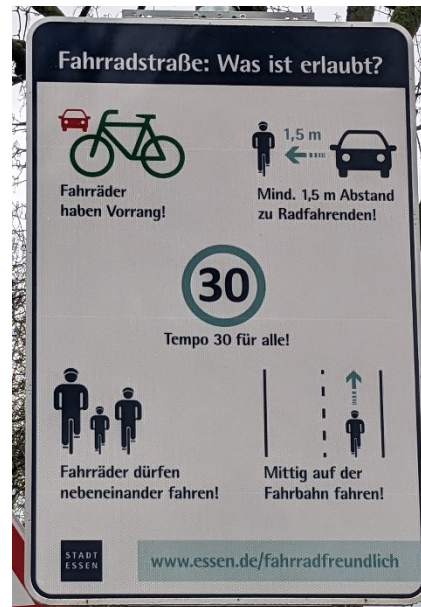 Fahrradstraße: Was ist erlaubt?
1,5 m
Fahrräder
haben Vorrang!
Mind. 1,5 m Abstand
zu Radfahrenden!
30
Tempo 30 für alle!
Fahrräder dürfen
nebeneinander fahren!
Mittig auf der
Fahrbahn fahren!
STADT
ESSEN
www.essen.de/fahrradfreundlich